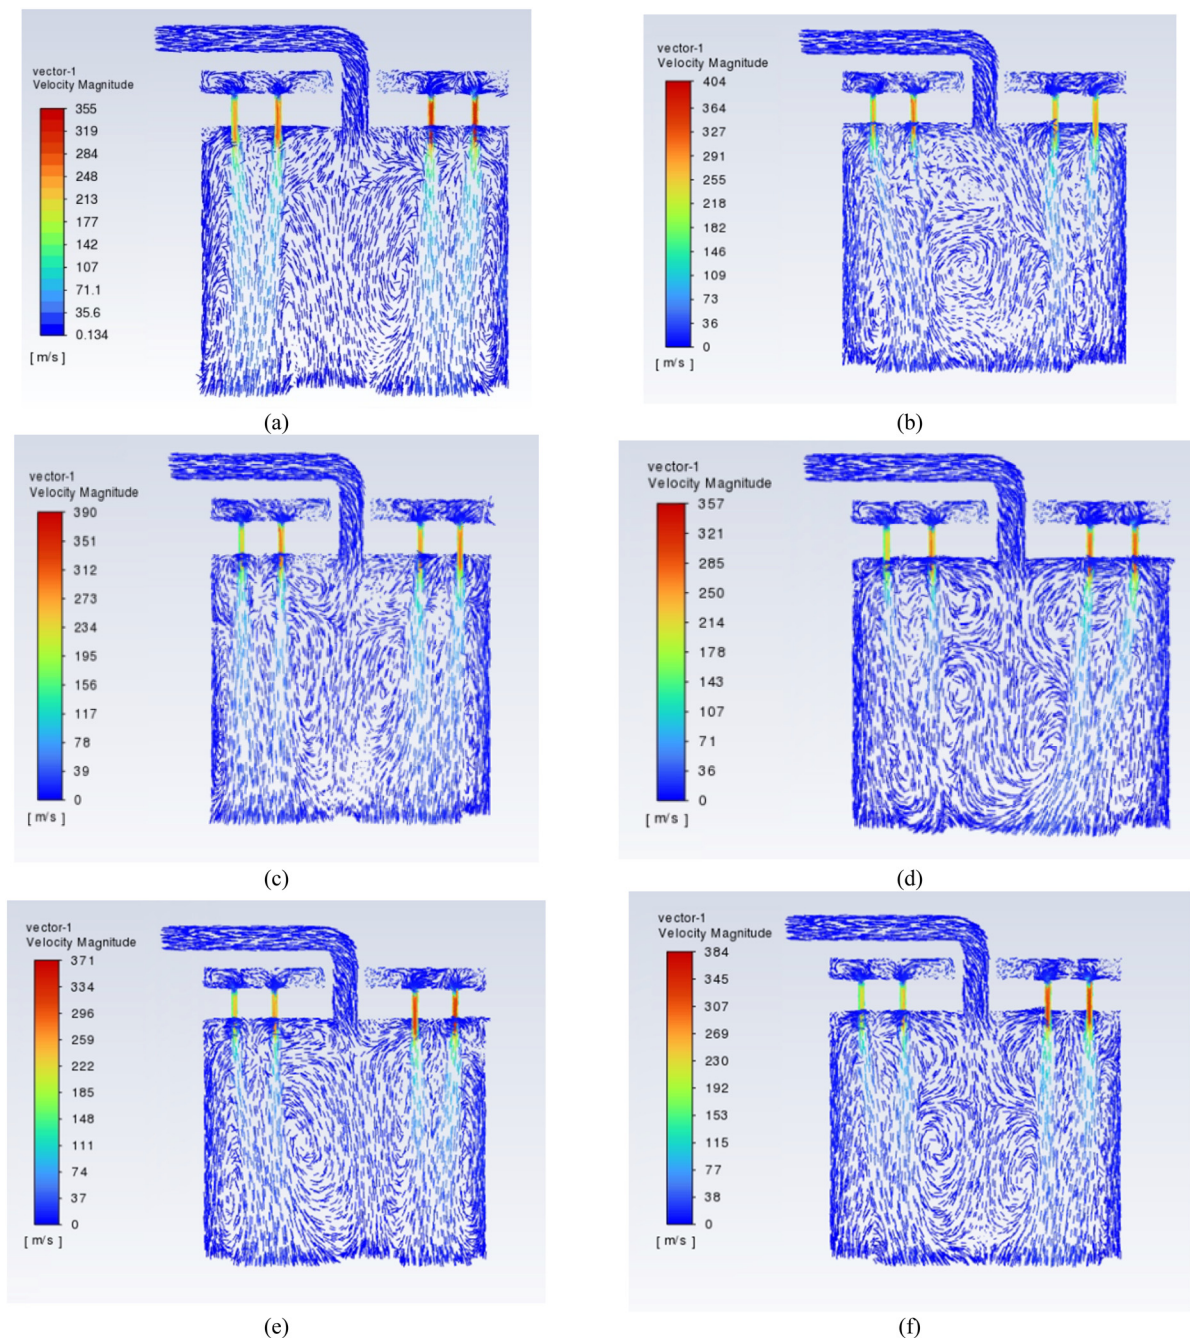 vector-1
Velocity Magnitude
355
319
284
248
213
177
142
107
71.1
35.6
0.134
[ m/s ]
(a)
vector-1
Velocity Magnitude
404
364
327
291
255
218
182
146
109
73
36
0
[ m/s ]
(b)
vector-1
Velocity Magnitude
390
351
312
273
234
195
156
117
78
39
0
[ m/s ]
(c)
vector-1
Velocity Magnitude
357
321
285
250
214
178
143
107
71
36
0
[ m/s ]
(d)
vector-1
Velocity Magnitude
371
334
296
259
222
185
148
111
74
37
0
[ m/s ]
(e)
vector-1
Velocity Magnitude
384
345
307
269
230
192
153
115
77
38
0
[ m/s ]
(f)